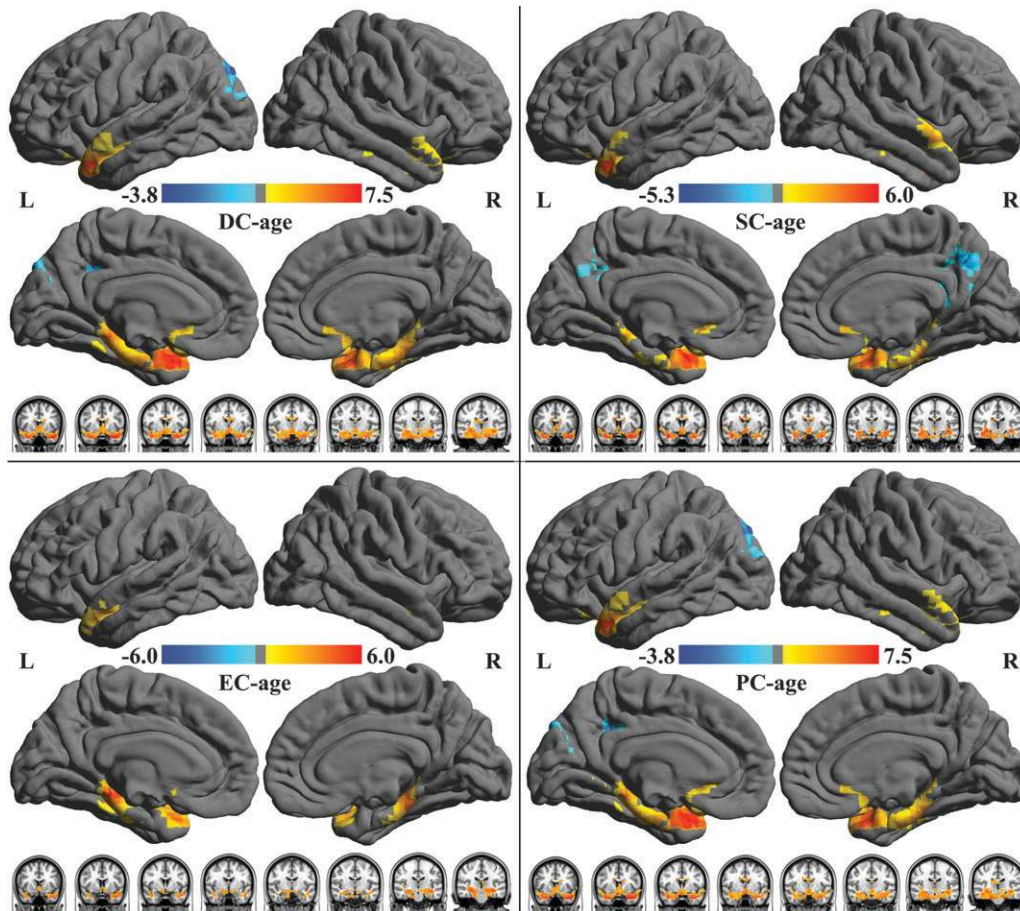 L -3.8 7.5 R
DC-age
L -5.3 6.0 R
SC-age
L -6.0 6.0 R
EC-age
L -3.8 7.5 R
PC-age